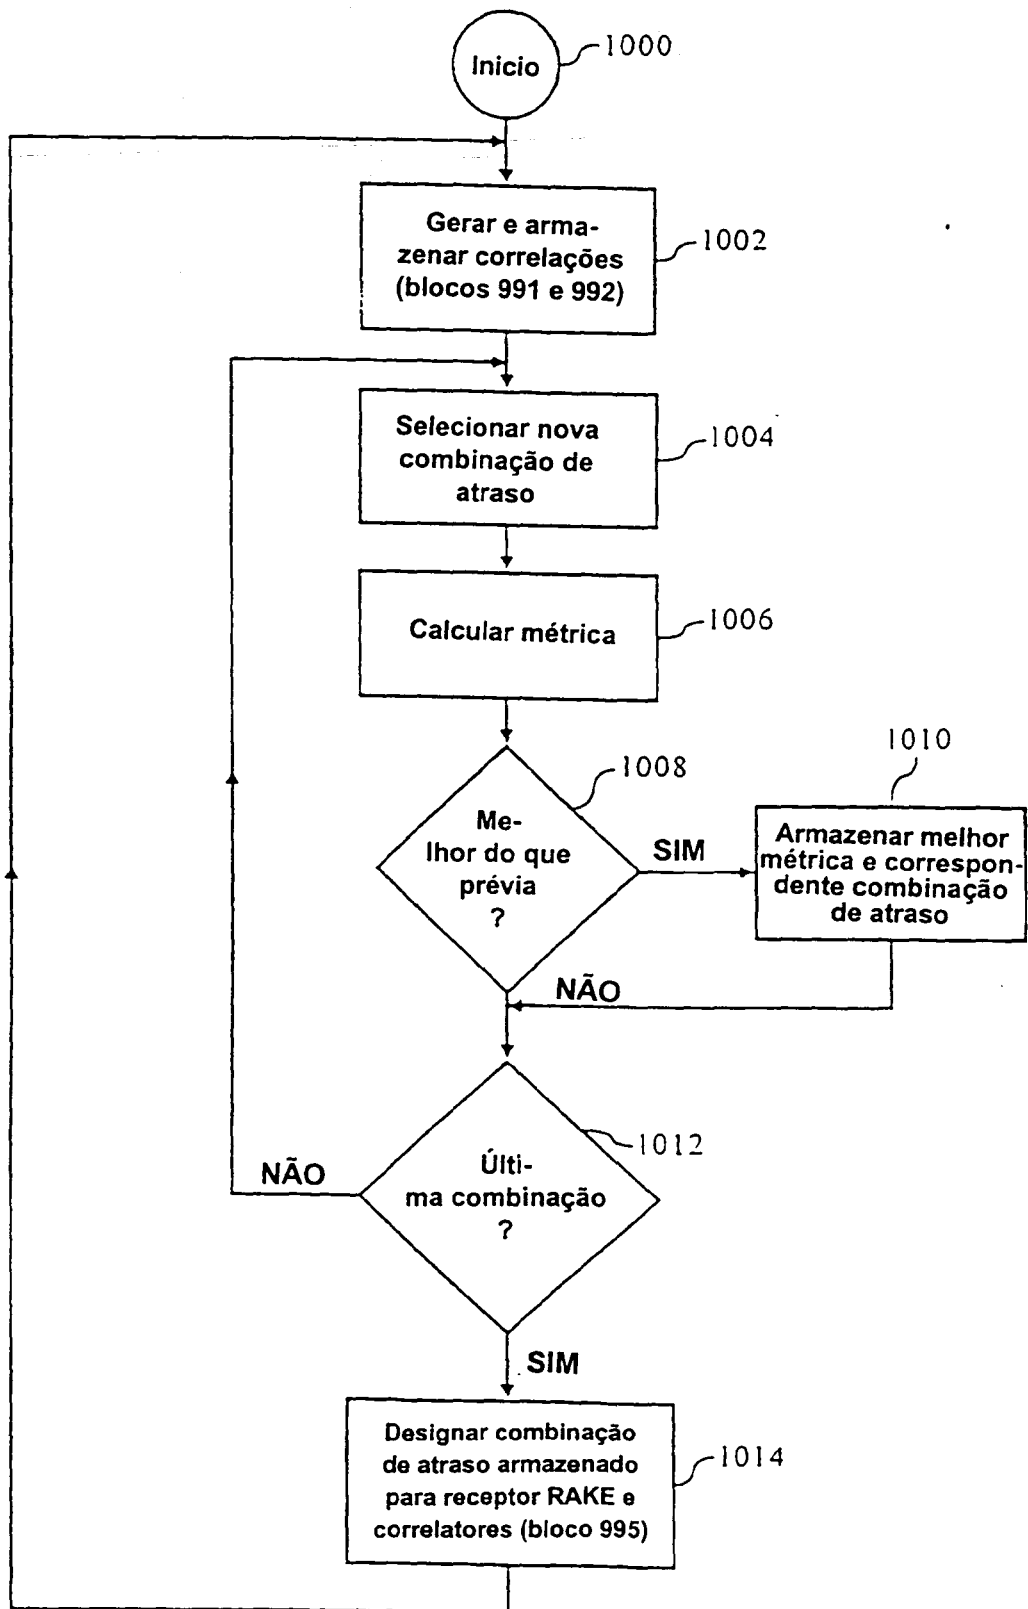 Inicio
1000
Gerar e arma-
zenar correlações
(blocos 991 e 992)
1002
Selecionar nova
combinação de
atraso
1004
Calcular métrica
1006
Me-
lhor do que
prévia
?
1008
SIM
1010
Armazenar melhor
métrica e correspon-
dente combinação
de atraso
NÃO
Últi-
ma combinação
?
1012
NÃO
SIM
Designar combinação
de atraso armazenado
para receptor RAKE e
correlatores (bloco 995)
1014